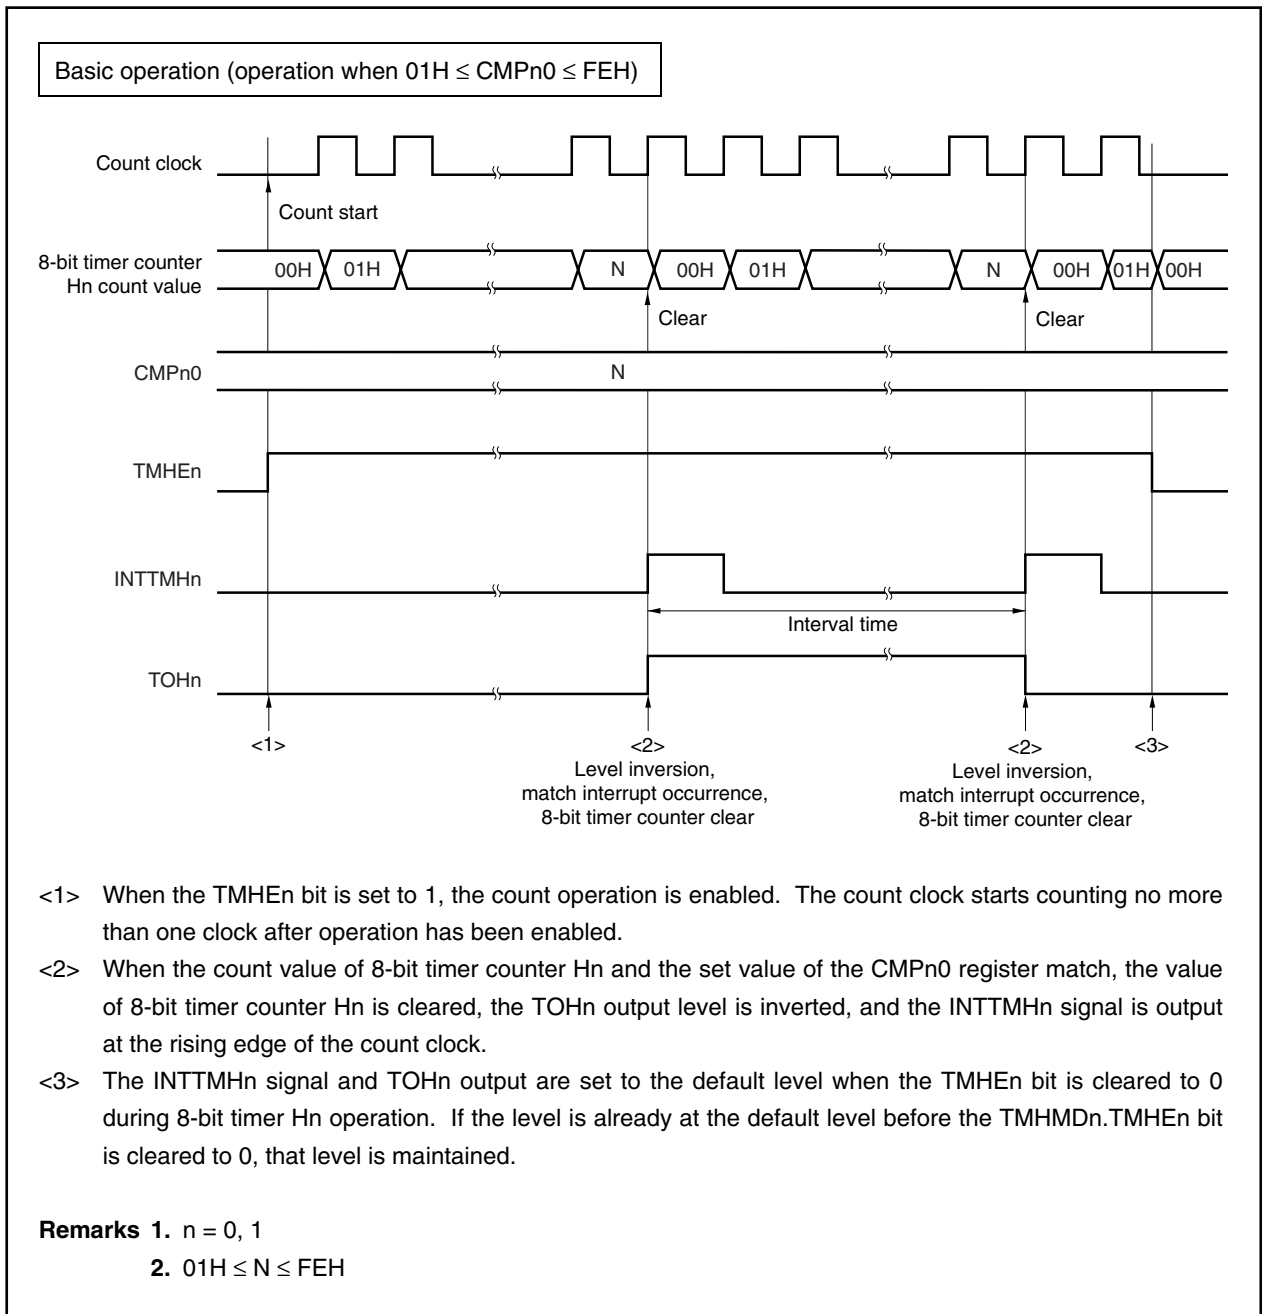 Basic operation (operation when 01H ≤ CMPn0 ≤ FEH)
Count clock
Count start
8-bit timer counter
Hn count value
00H 01H N 00H 01H N 00H 01H 00H
Clear Clear
CMPn0 N
TMHEn
INTTMHn
Interval time
TOHn
<1> <2> <2> <3>
Level inversion, Level inversion,
match interrupt occurrence, match interrupt occurrence,
8-bit timer counter clear 8-bit timer counter clear
<1> When the TMHEn bit is set to 1, the count operation is enabled. The count clock starts counting no more
than one clock after operation has been enabled.
<2> When the count value of 8-bit timer counter Hn and the set value of the CMPn0 register match, the value
of 8-bit timer counter Hn is cleared, the TOHn output level is inverted, and the INTTMHn signal is output
at the rising edge of the count clock.
<3> The INTTMHn signal and TOHn output are set to the default level when the TMHEn bit is cleared to 0
during 8-bit timer Hn operation. If the level is already at the default level before the TMHMDn.TMHEn bit
is cleared to 0, that level is maintained.
Remarks 1. n = 0, 1
2. 01H ≤ N ≤ FEH